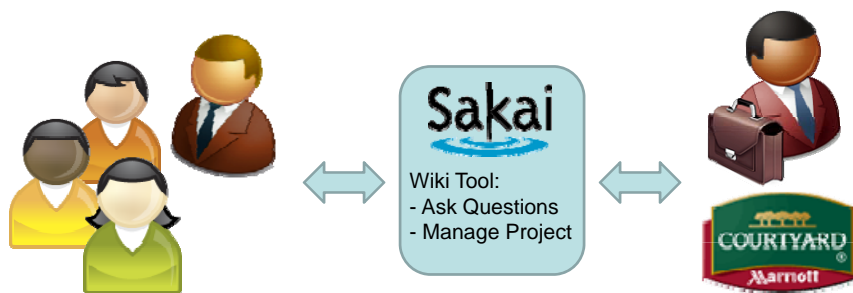 Sakai
Wiki Tool:
- Ask Questions
- Manage Project
COURTYARD
®
Marriott